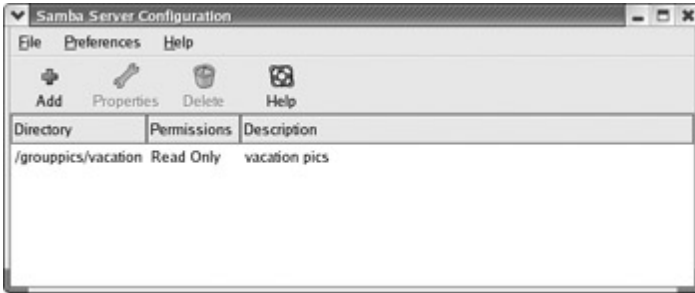 Samba Server Configuration
File Preferences Help
Add Properties Delete Help
Directory Permissions Description
/grouppics/vacation Read Only vacation pics